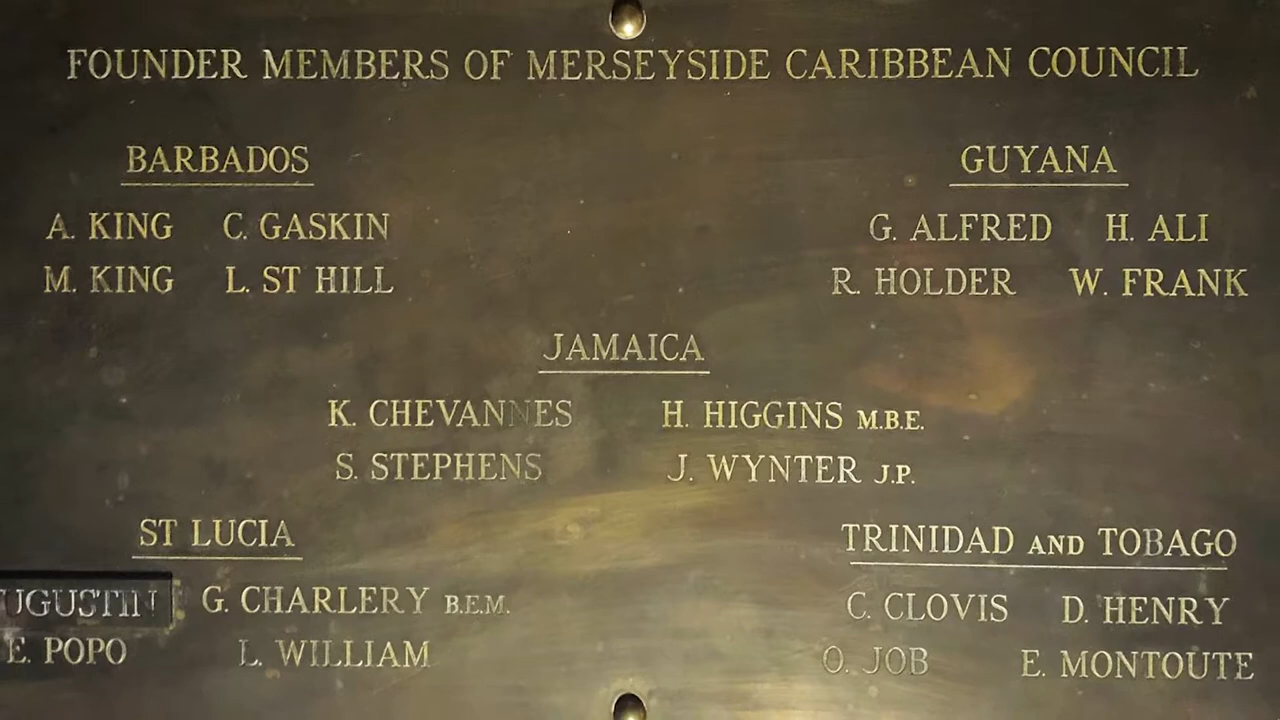 FOUNDER MEMBERS OF MERSEYSIDE CARIBBEAN COUNCIL
BARBADOS
A. KING C. GASKIN
M. KING L. ST HILL
GUYANA
G. ALFRED H. ALI
R. HOLDER W. FRANK
JAMAICA
K. CHEVANNES H. HIGGINS M.B.E.
S. STEPHENS J. WYNTER J.P.
ST LUCIA
UGUSTIN G. CHARLERY B.E.M.
E. POPO L. WILLIAM
TRINIDAD AND TOBAGO
C. CLOVIS D. HENRY
O. JOB E. MONTOUTE